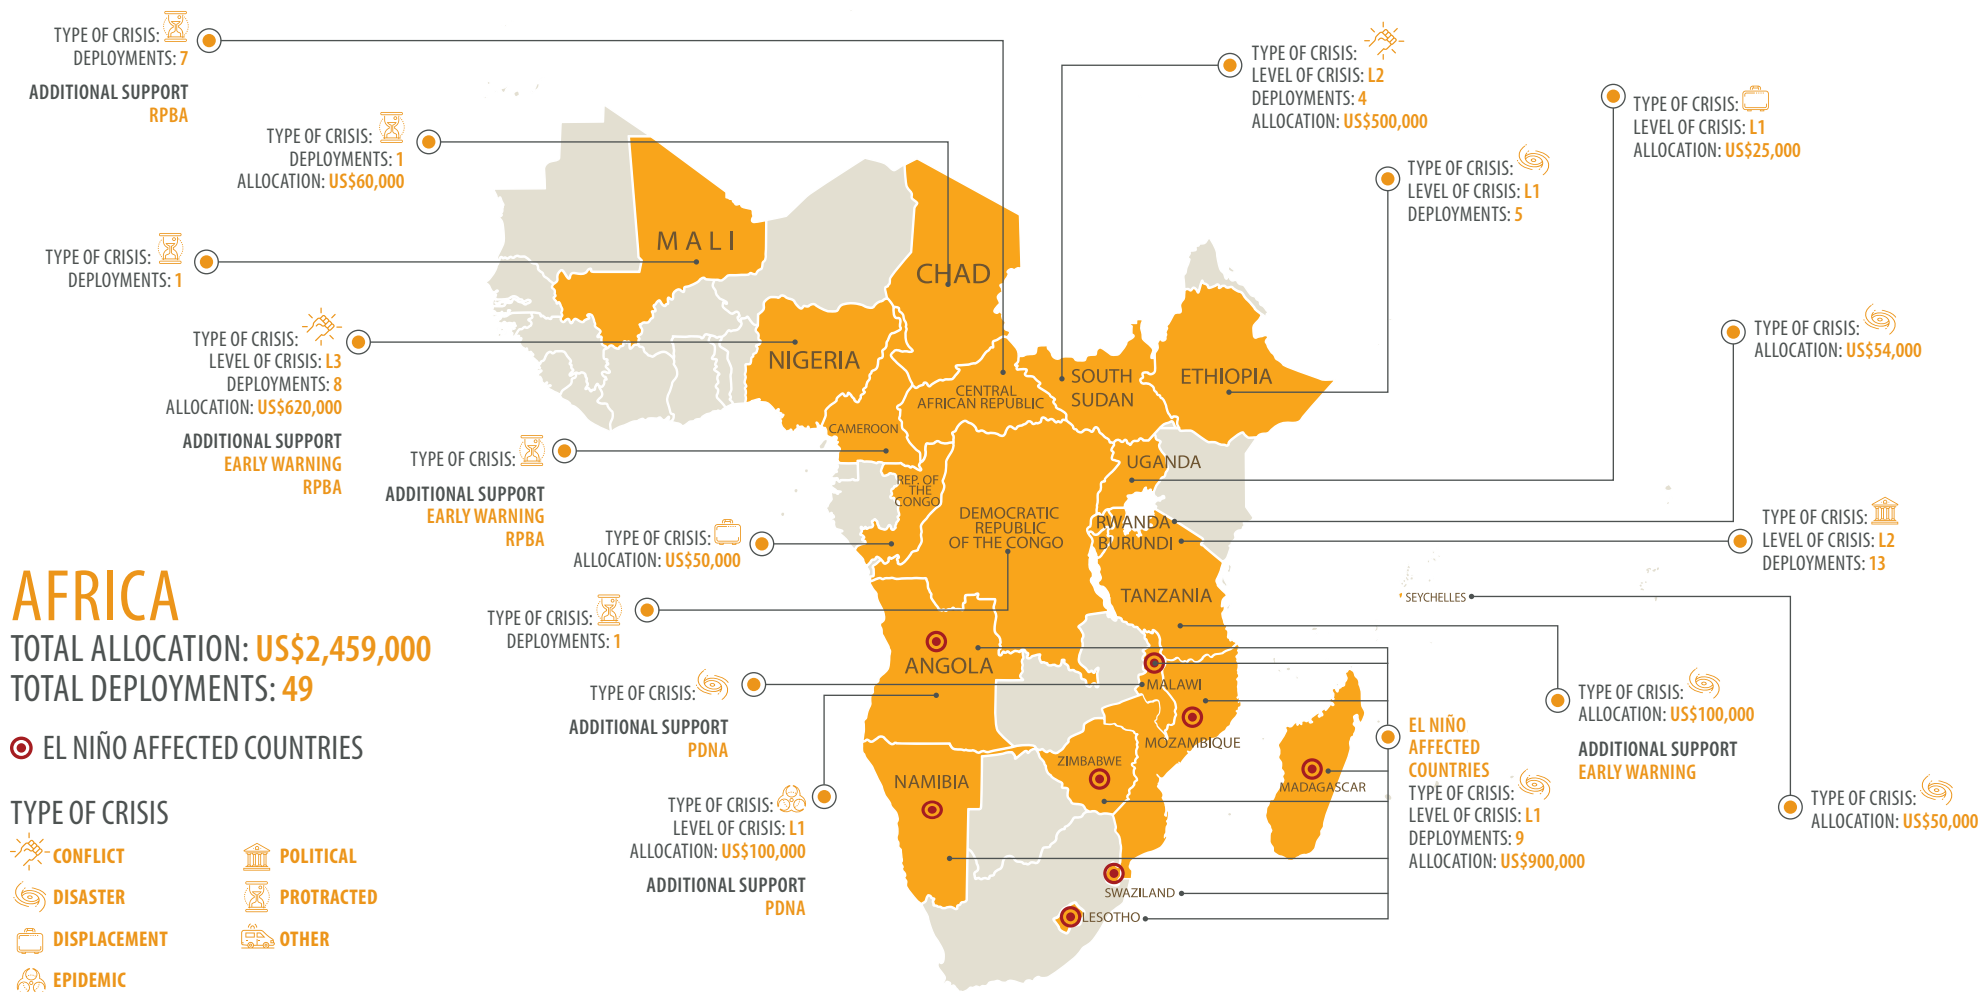 TYPE OF CRISIS:
DEPLOYMENTS: 7
ADDITIONAL SUPPORT
RPBA
TYPE OF CRISIS:
DEPLOYMENTS: 1
ALLOCATION: US$60,000
TYPE OF CRISIS:
DEPLOYMENTS: 1
TYPE OF CRISIS:
LEVEL OF CRISIS: L3
DEPLOYMENTS: 8
ALLOCATION: US$620,000
ADDITIONAL SUPPORT
EARLY WARNING
RPBA
TYPE OF CRISIS:
ADDITIONAL SUPPORT
EARLY WARNING
RPBA
TYPE OF CRISIS:
ALLOCATION: US$50,000
TYPE OF CRISIS:
DEPLOYMENTS: 1
TYPE OF CRISIS:
ADDITIONAL SUPPORT
PDNA
TYPE OF CRISIS:
LEVEL OF CRISIS: L1
ALLOCATION: US$100,000
ADDITIONAL SUPPORT
PDNA
AFRICA
TOTAL ALLOCATION: US$2,459,000
TOTAL DEPLOYMENTS: 49
EL NIÑO AFFECTED COUNTRIES
TYPE OF CRISIS
CONFLICT
DISASTER
DISPLACEMENT
EPIDEMIC
POLITICAL
PROTRACTED
OTHER
MALI
CHAD
NIGERIA
CENTRAL
AFRICAN REPUBLIC
SOUTH
SUDAN
ETHIOPIA
CAMEROON
REP. OF
THE
CONGO
DEMOCRATIC
REPUBLIC
OF THE CONGO
UGANDA
RWANDA
BURUNDI
TANZANIA
SEYCHELLES
ANGOLA
MALAWI
MOZAMBIQUE
ZIMBABWE
NAMIBIA
MADAGASCAR
SWAZILAND
LESOTHO
TYPE OF CRISIS:
LEVEL OF CRISIS: L2
DEPLOYMENTS: 4
ALLOCATION: US$500,000
TYPE OF CRISIS:
LEVEL OF CRISIS: L1
ALLOCATION: US$25,000
TYPE OF CRISIS:
LEVEL OF CRISIS: L1
DEPLOYMENTS: 5
TYPE OF CRISIS:
ALLOCATION: US$54,000
TYPE OF CRISIS:
LEVEL OF CRISIS: L2
DEPLOYMENTS: 13
TYPE OF CRISIS:
ALLOCATION: US$100,000
ADDITIONAL SUPPORT
EARLY WARNING
EL NIÑO
AFFECTED
COUNTRIES
TYPE OF CRISIS:
LEVEL OF CRISIS: L1
DEPLOYMENTS: 9
ALLOCATION: US$900,000
TYPE OF CRISIS:
ALLOCATION: US$50,000